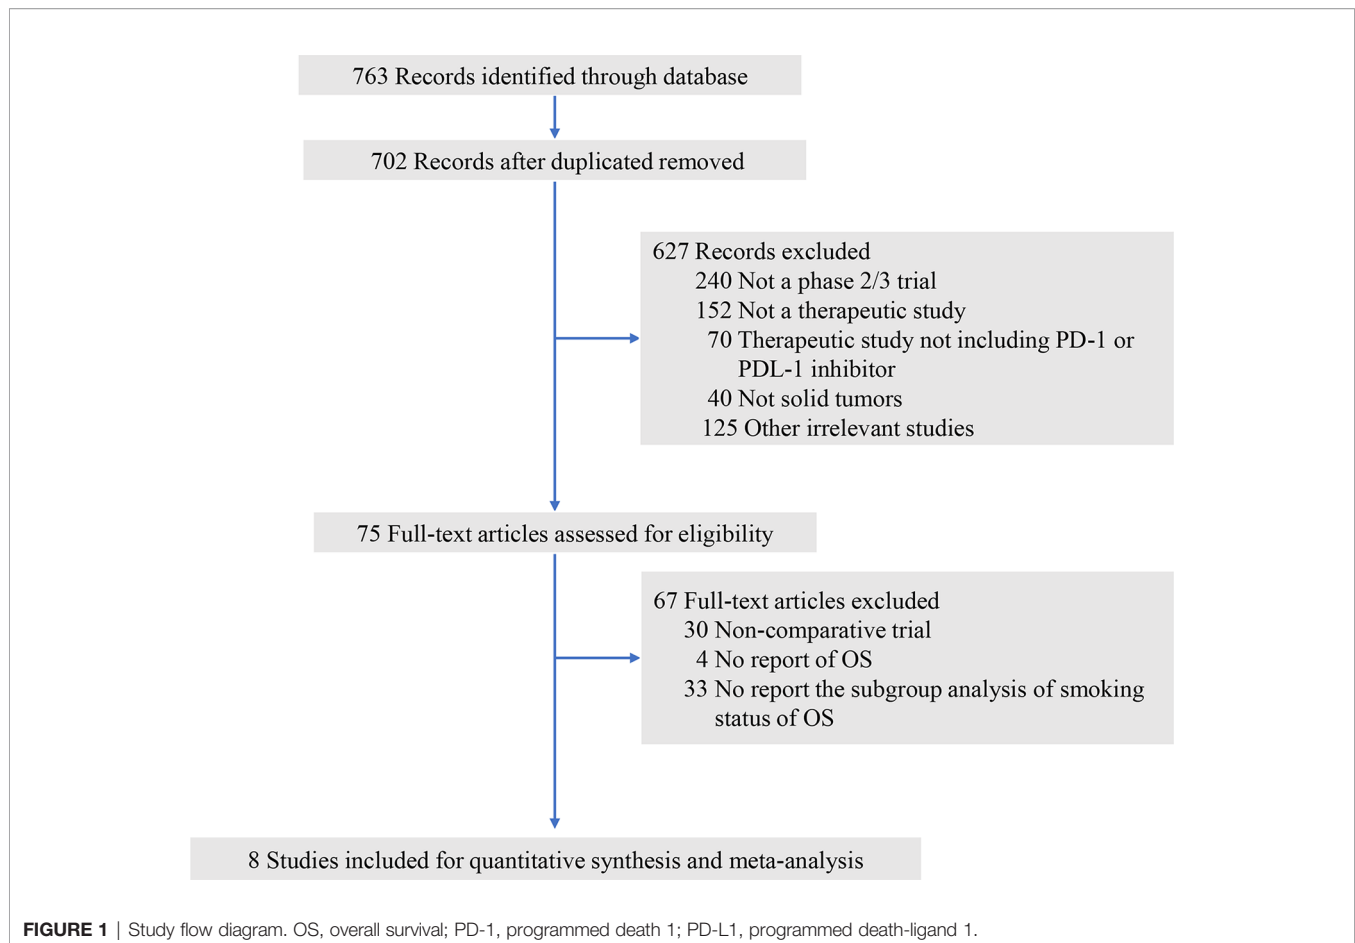 763 Records identified through database
702 Records after duplicated removed
627 Records excluded
240 Not a phase 2/3 trial
152 Not a therapeutic study
70 Therapeutic study not including PD-1 or
PDL-1 inhibitor
40 Not solid tumors
125 Other irrelevant studies
75 Full-text articles assessed for eligibility
67 Full-text articles excluded
30 Non-comparative trial
4 No report of OS
33 No report the subgroup analysis of smoking
status of OS
8 Studies included for quantitative synthesis and meta-analysis
FIGURE 1 | Study flow diagram. OS, overall survival; PD-1, programmed death 1; PD-L1, programmed death-ligand 1.